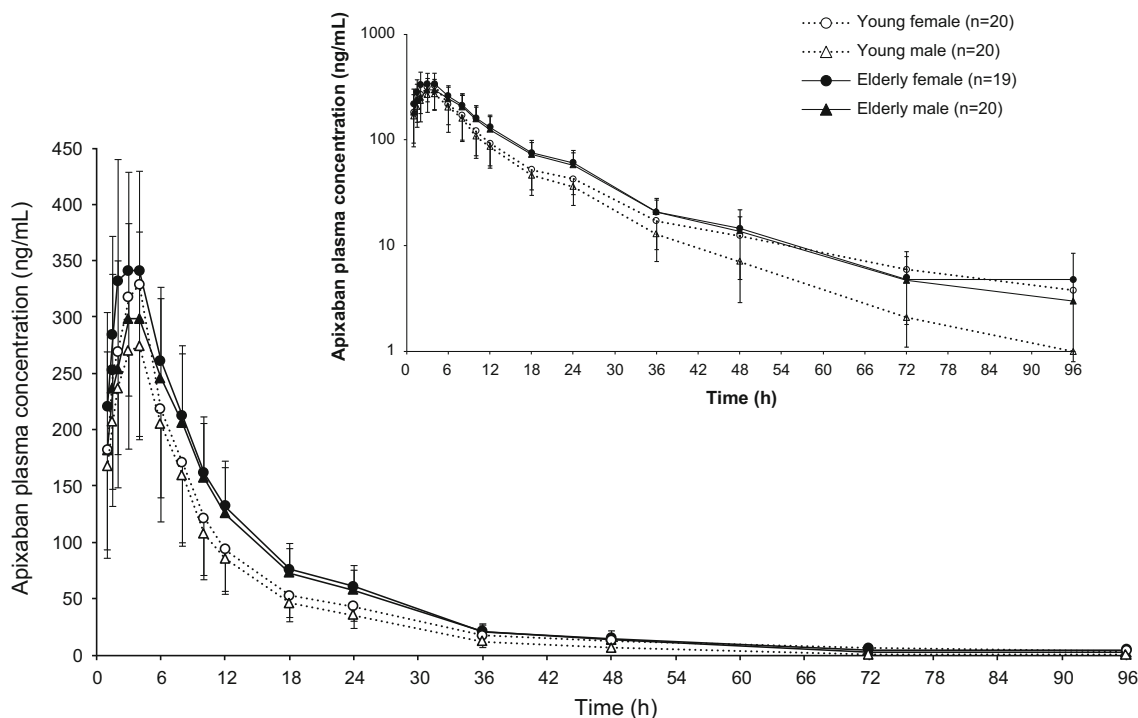 Young female (n=20)
Young male (n=20)
Elderly female (n=19)
Elderly male (n=20)
Apixaban plasma concentration (ng/mL)
1000
100
10
1
0 6 12 18 24 30 36 42 48 54 60 66 72 78 84 90 96
Time (h)
Apixaban plasma concentration (ng/mL)
450
400
350
300
250
200
150
100
50
0
0 6 12 18 24 30 36 42 48 54 60 66 72 78 84 90 96
Time (h)